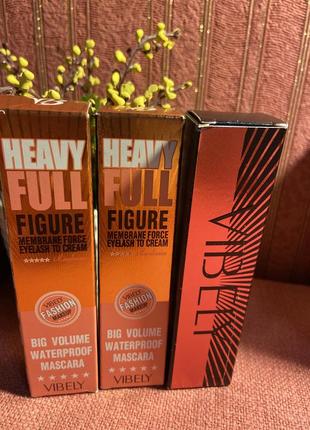 HEAVY
FULL
FIGURE
MEMBRANE FORCE
EYELASH TO CREAM
FASHION
BIG VOLUME
WATERPROOF
MASCARA
VIBELY
HEAVY
FULL
FIGURE
MEMBRANE FORCE
EYELASH TO CREAM
FASHION
BIG VOLUME
WATERPROOF
MASCARA
VIBELY
VIBELY